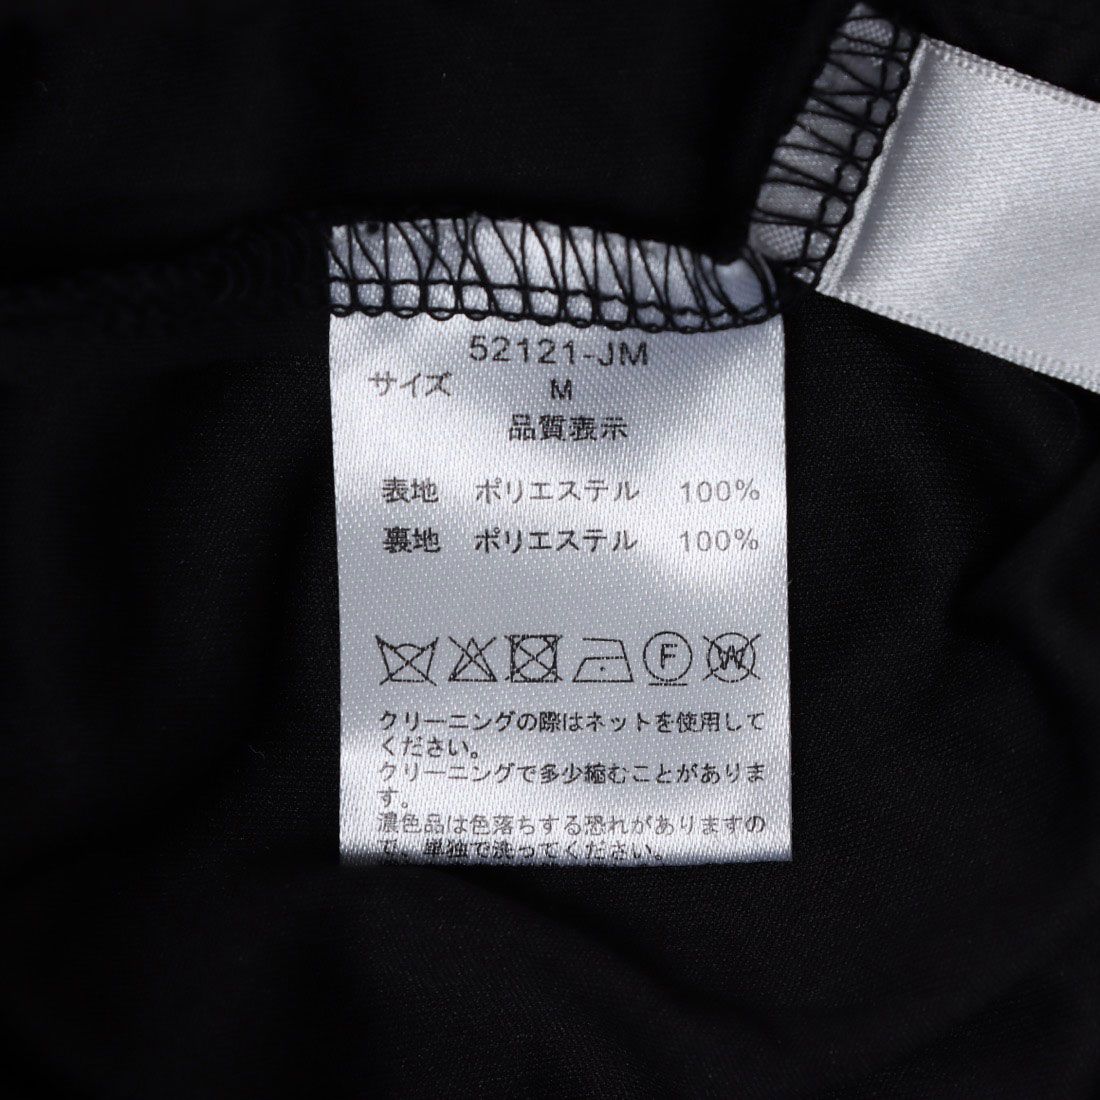 52121-JM
サイズ M
品質表示
表地 ポリエステル 100%
裏地 ポリエステル 100%
F W
クリーニングの際はネットを使用して
ください。
クリーニングで多少縮むことがありま
す。
濃色品は色落ちする恐れがありますの
で、単独で洗ってください。